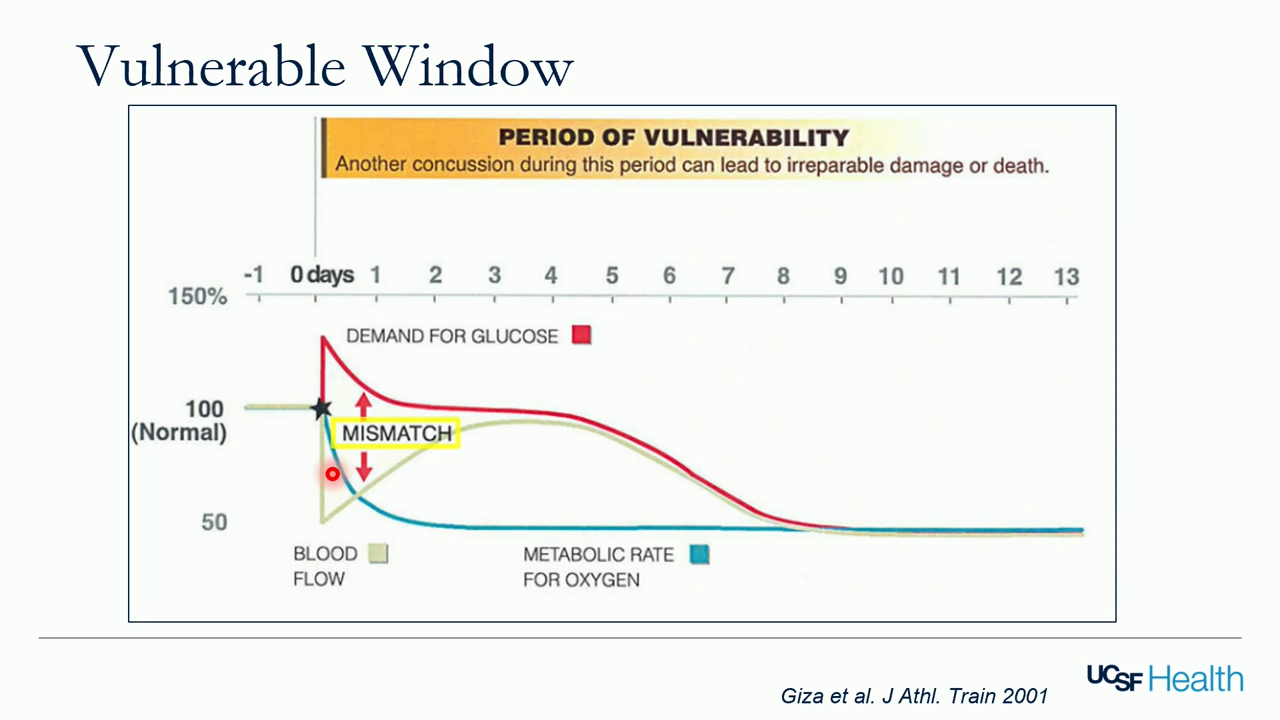 Vulnerable Window
PERIOD OF VULNERABILITY
Another concussion during this period can lead to irreparable damage or death.
-1 0 days 1 2 3 4 5 6 7 8 9 10 11 12 13
150%
DEMAND FOR GLUCOSE
100
(Normal)
MISMATCH
50
BLOOD
FLOW
METABOLIC RATE
FOR OXYGEN
Giza et al. J Athl. Train 2001
UCSF Health